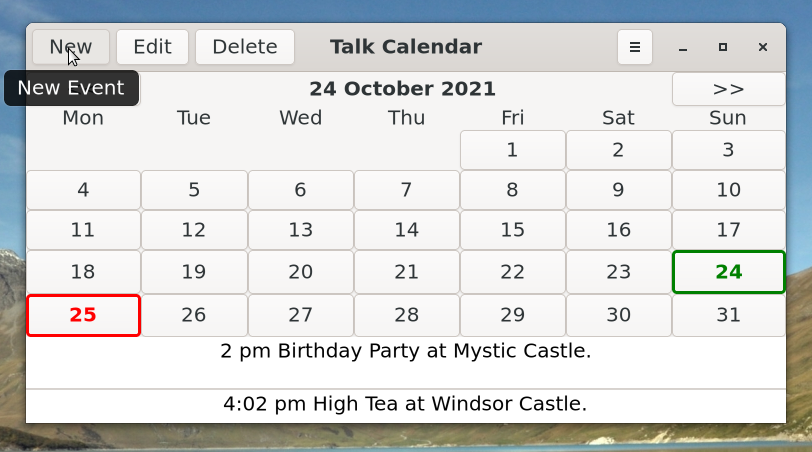 New Edit Delete Talk Calendar
New Event 24 October 2021 >>
Mon Tue Wed Thu Fri Sat Sun
1 2 3
4 5 6 7 8 9 10
11 12 13 14 15 16 17
18 19 20 21 22 23 24
25 26 27 28 29 30 31
2 pm Birthday Party at Mystic Castle.
4:02 pm High Tea at Windsor Castle.